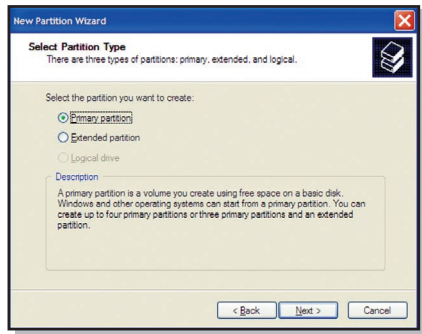 New Partition Wizard
Select Partition Type
There are three types of partitions: primary, extended, and logical.
Select the partition you want to create:
Primary partition
Extended partition
Logical drive
Description
A primary partition is a volume you create using free space on a basic disk.
Windows and other operating systems can start from a primary partition. You can
create up to four primary partitions or three primary partitions and an extended
partition.
< Back Next > Cancel